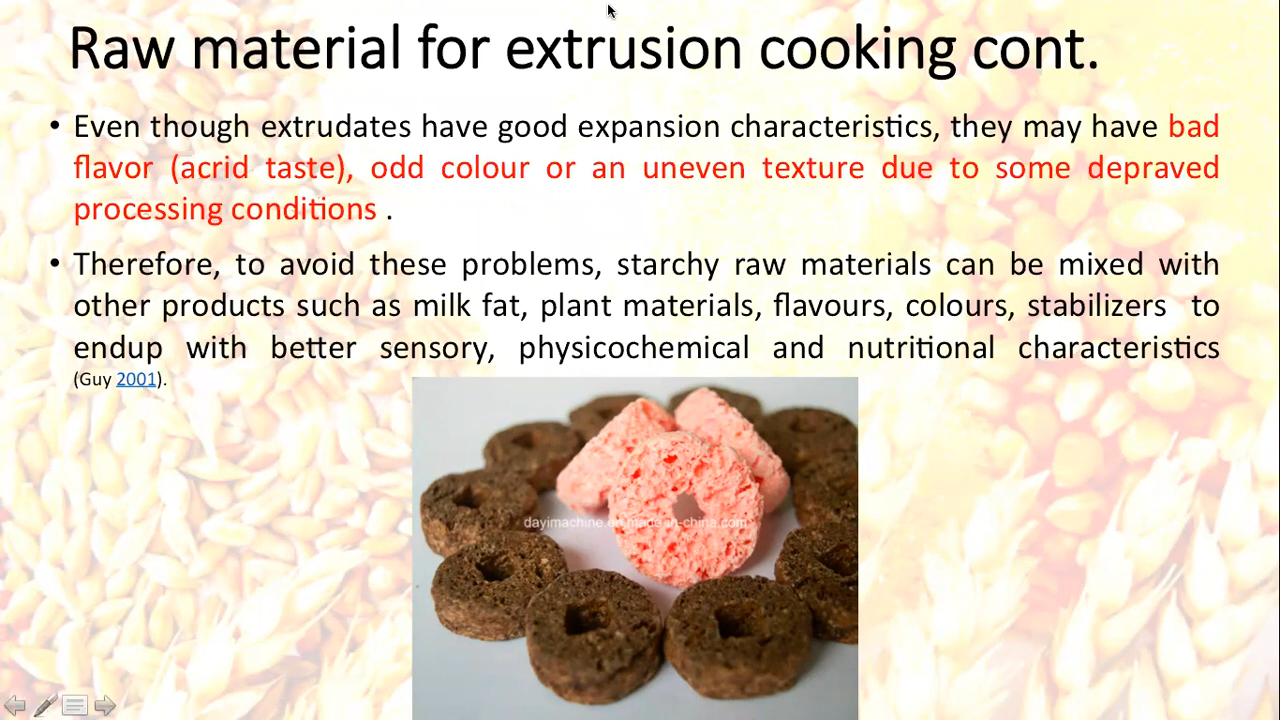 Raw material for extrusion cooking cont.
• Even though extrudates have good expansion characteristics, they may have bad
flavor (acrid taste), odd colour or an uneven texture due to some depraved
processing conditions .
• Therefore, to avoid these problems, starchy raw materials can be mixed with
other products such as milk fat, plant materials, flavours, colours, stabilizers to
endup with better sensory, physicochemical and nutritional characteristics
(Guy 2001).
dayimachine.en.made-in-china.com